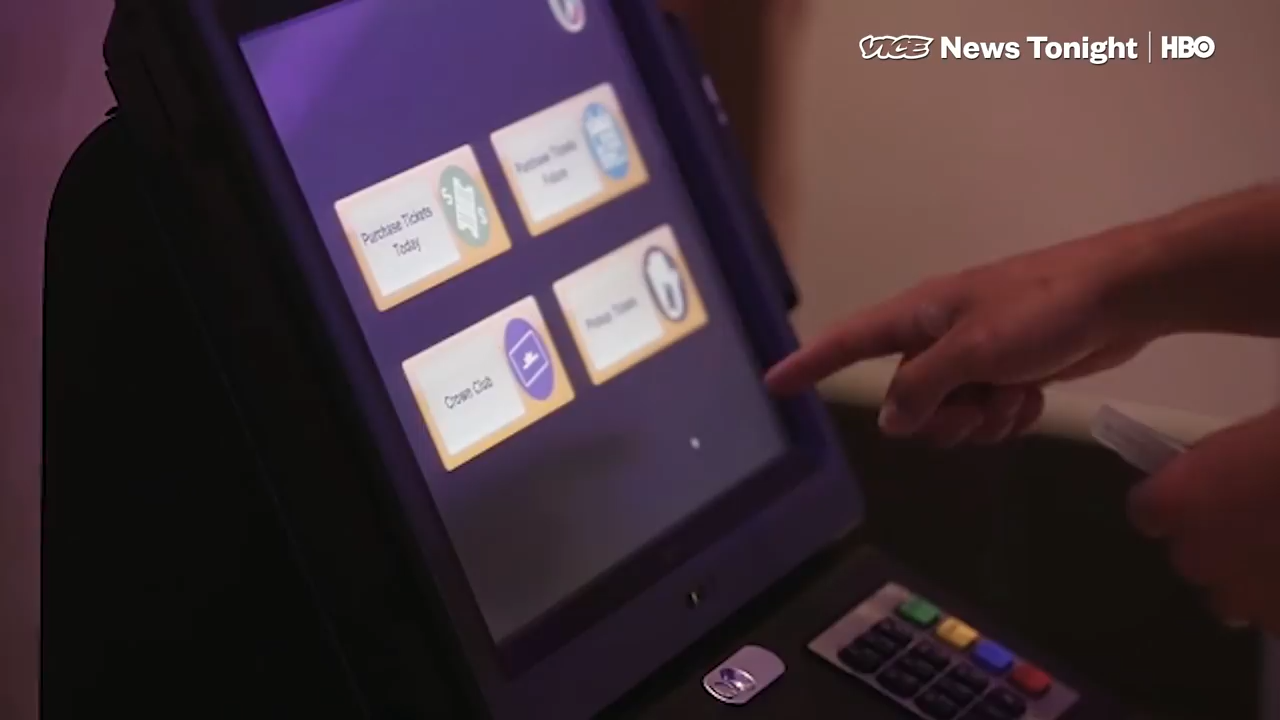 VICE News Tonight | HBO
Purchase Tickets
Today
Purchase Tickets
Future
Crown Club
Pickup Tickets